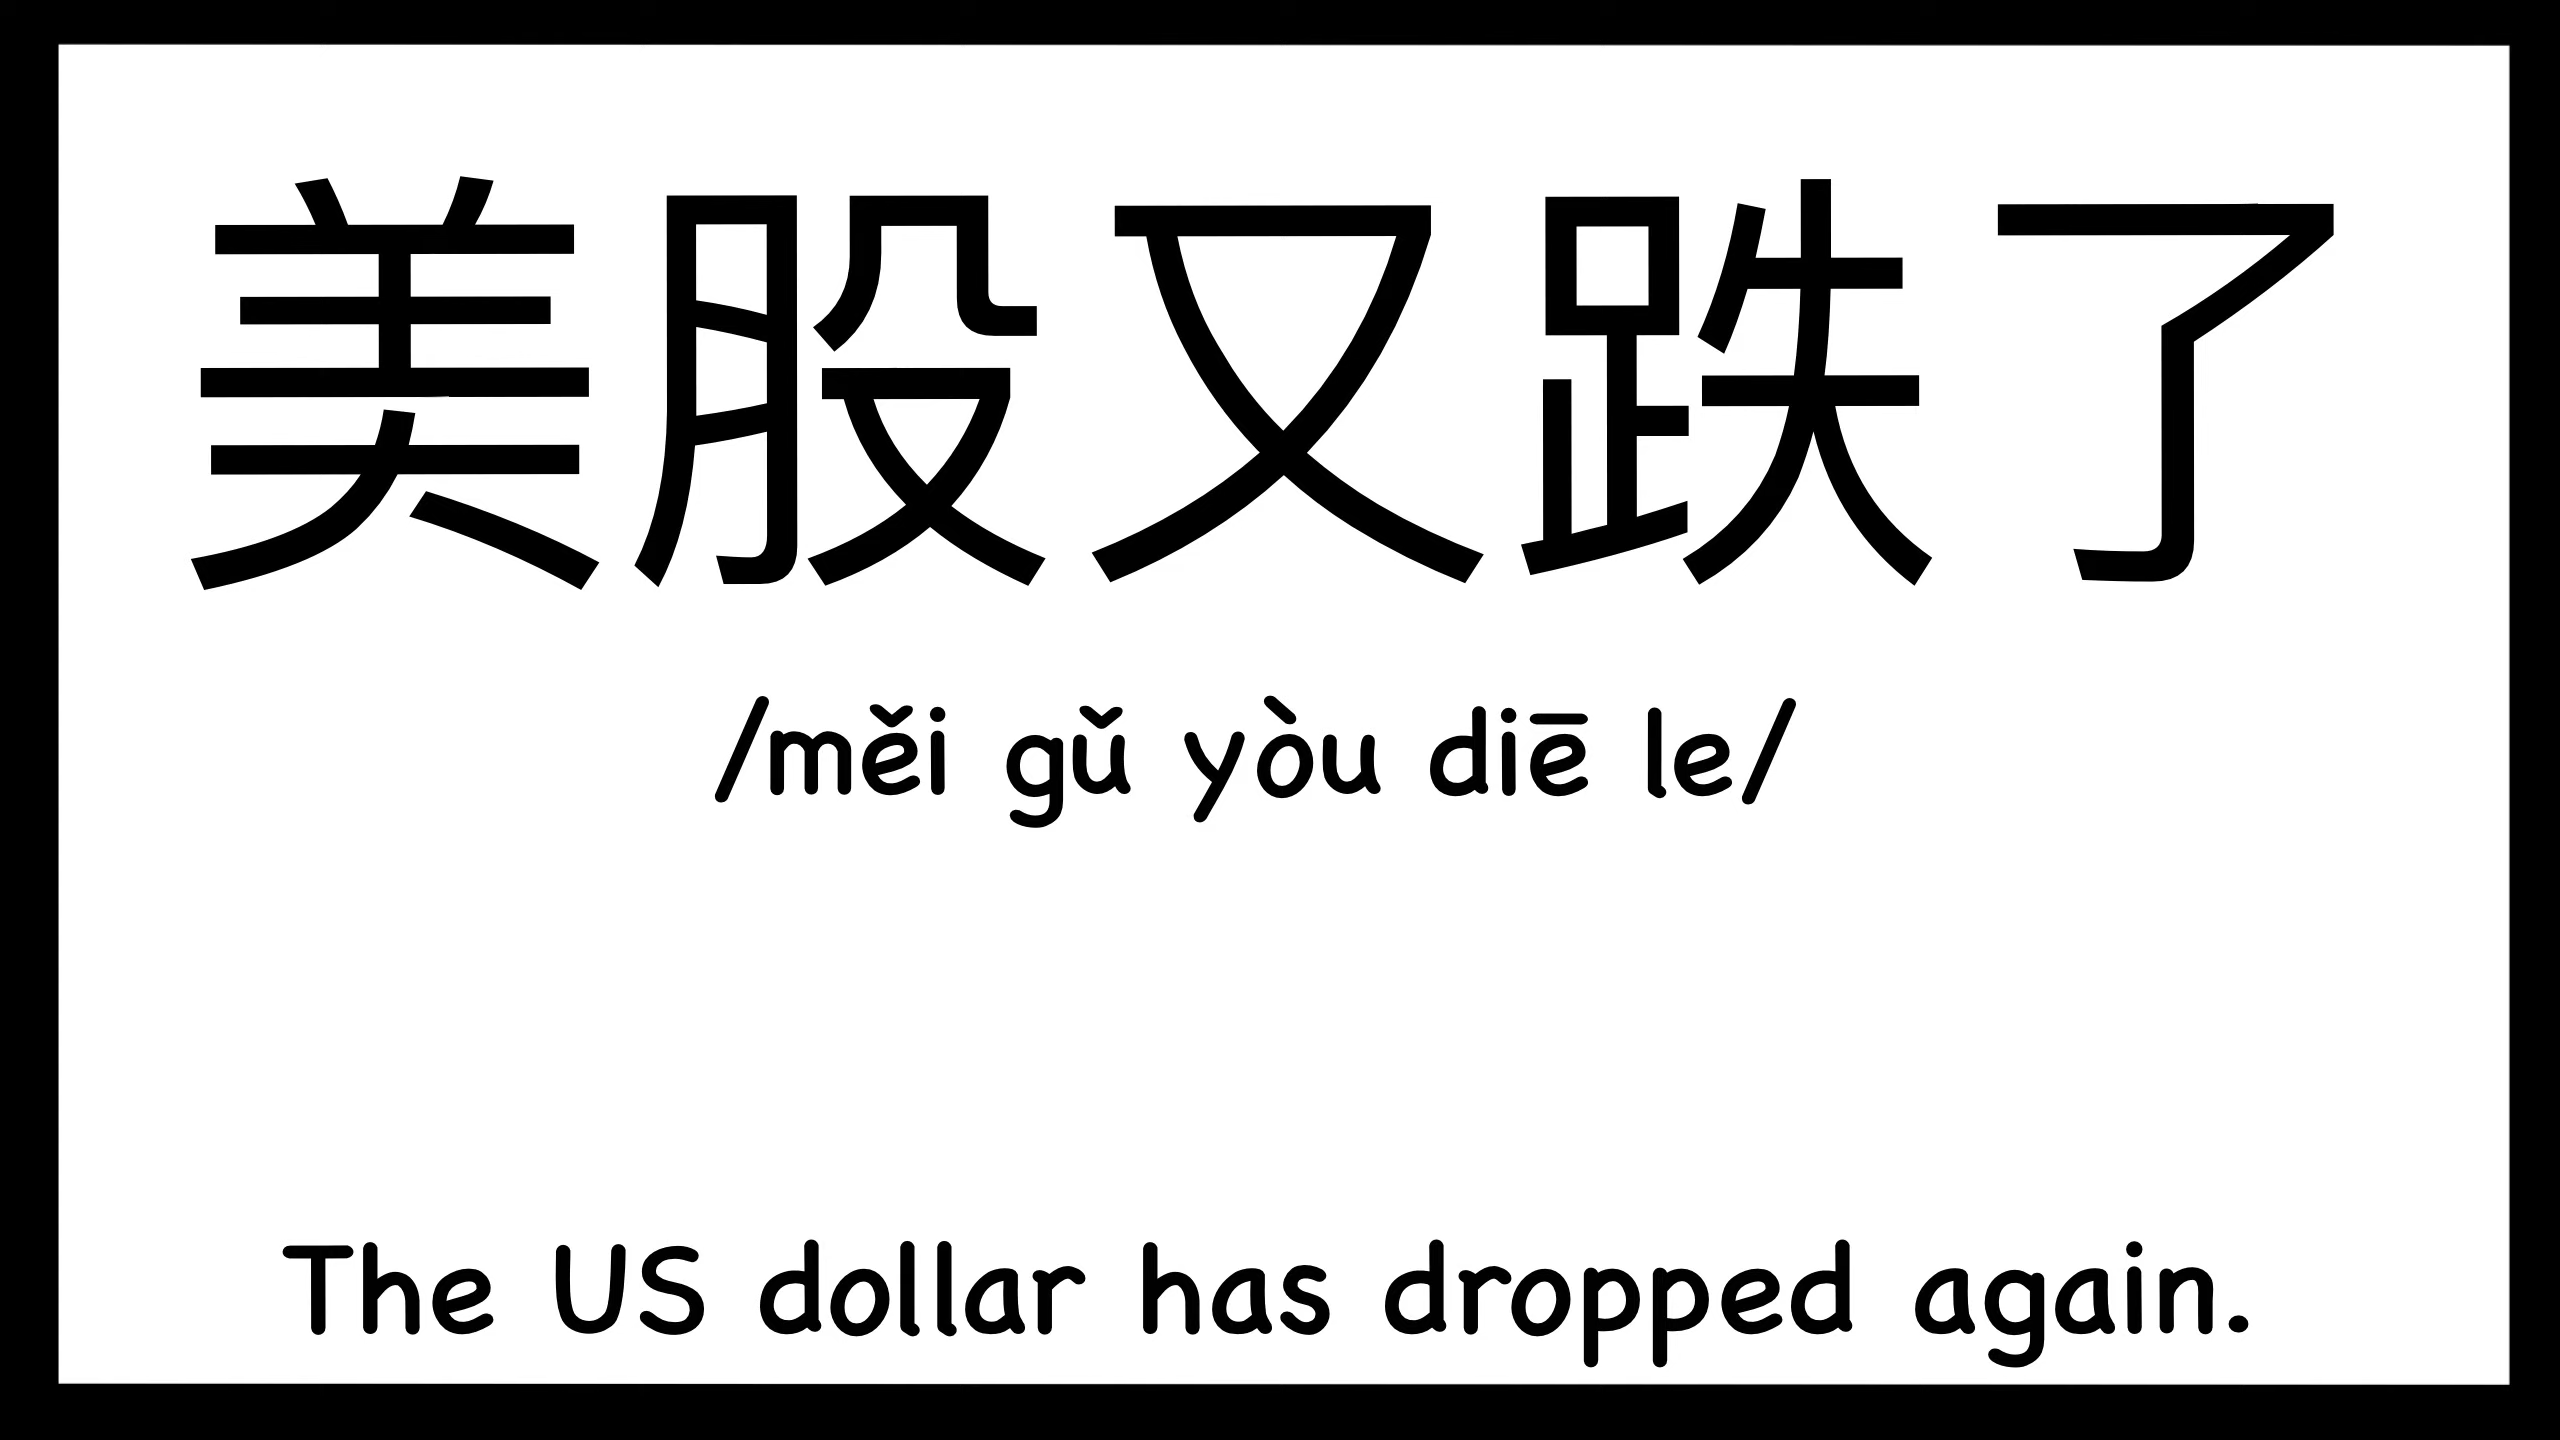 美股又跌了
/měi gǔ yòu diē le/
The US dollar has dropped again.